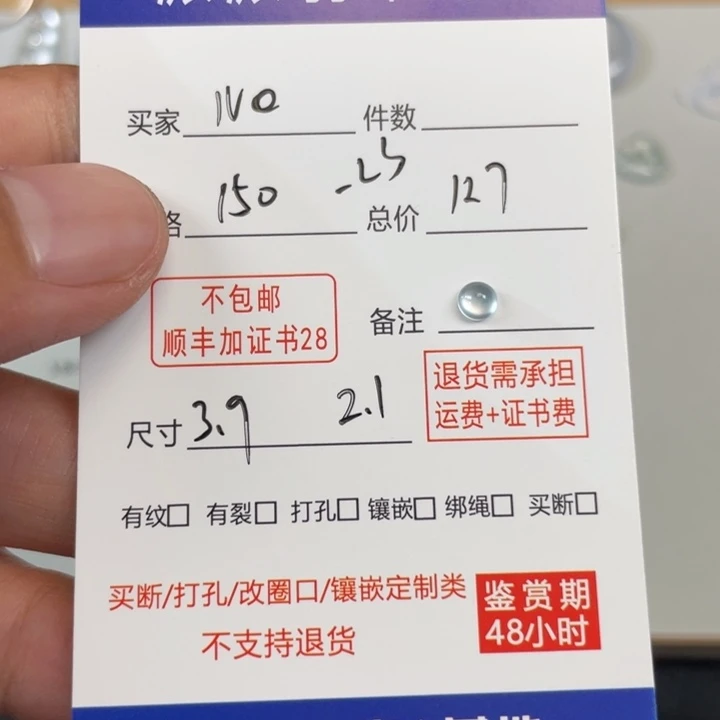 买家 件数
格 150 -23 总价 127
不包邮
顺丰加证书28
备注
退货需承担
运费+证书费
尺寸 3.9 2.1
有纹□ 有裂□ 打孔□ 镶嵌□ 绑绳□ 买断□
买断/打孔/改圈口/镶嵌定制类
不支持退货
鉴赏期
48小时